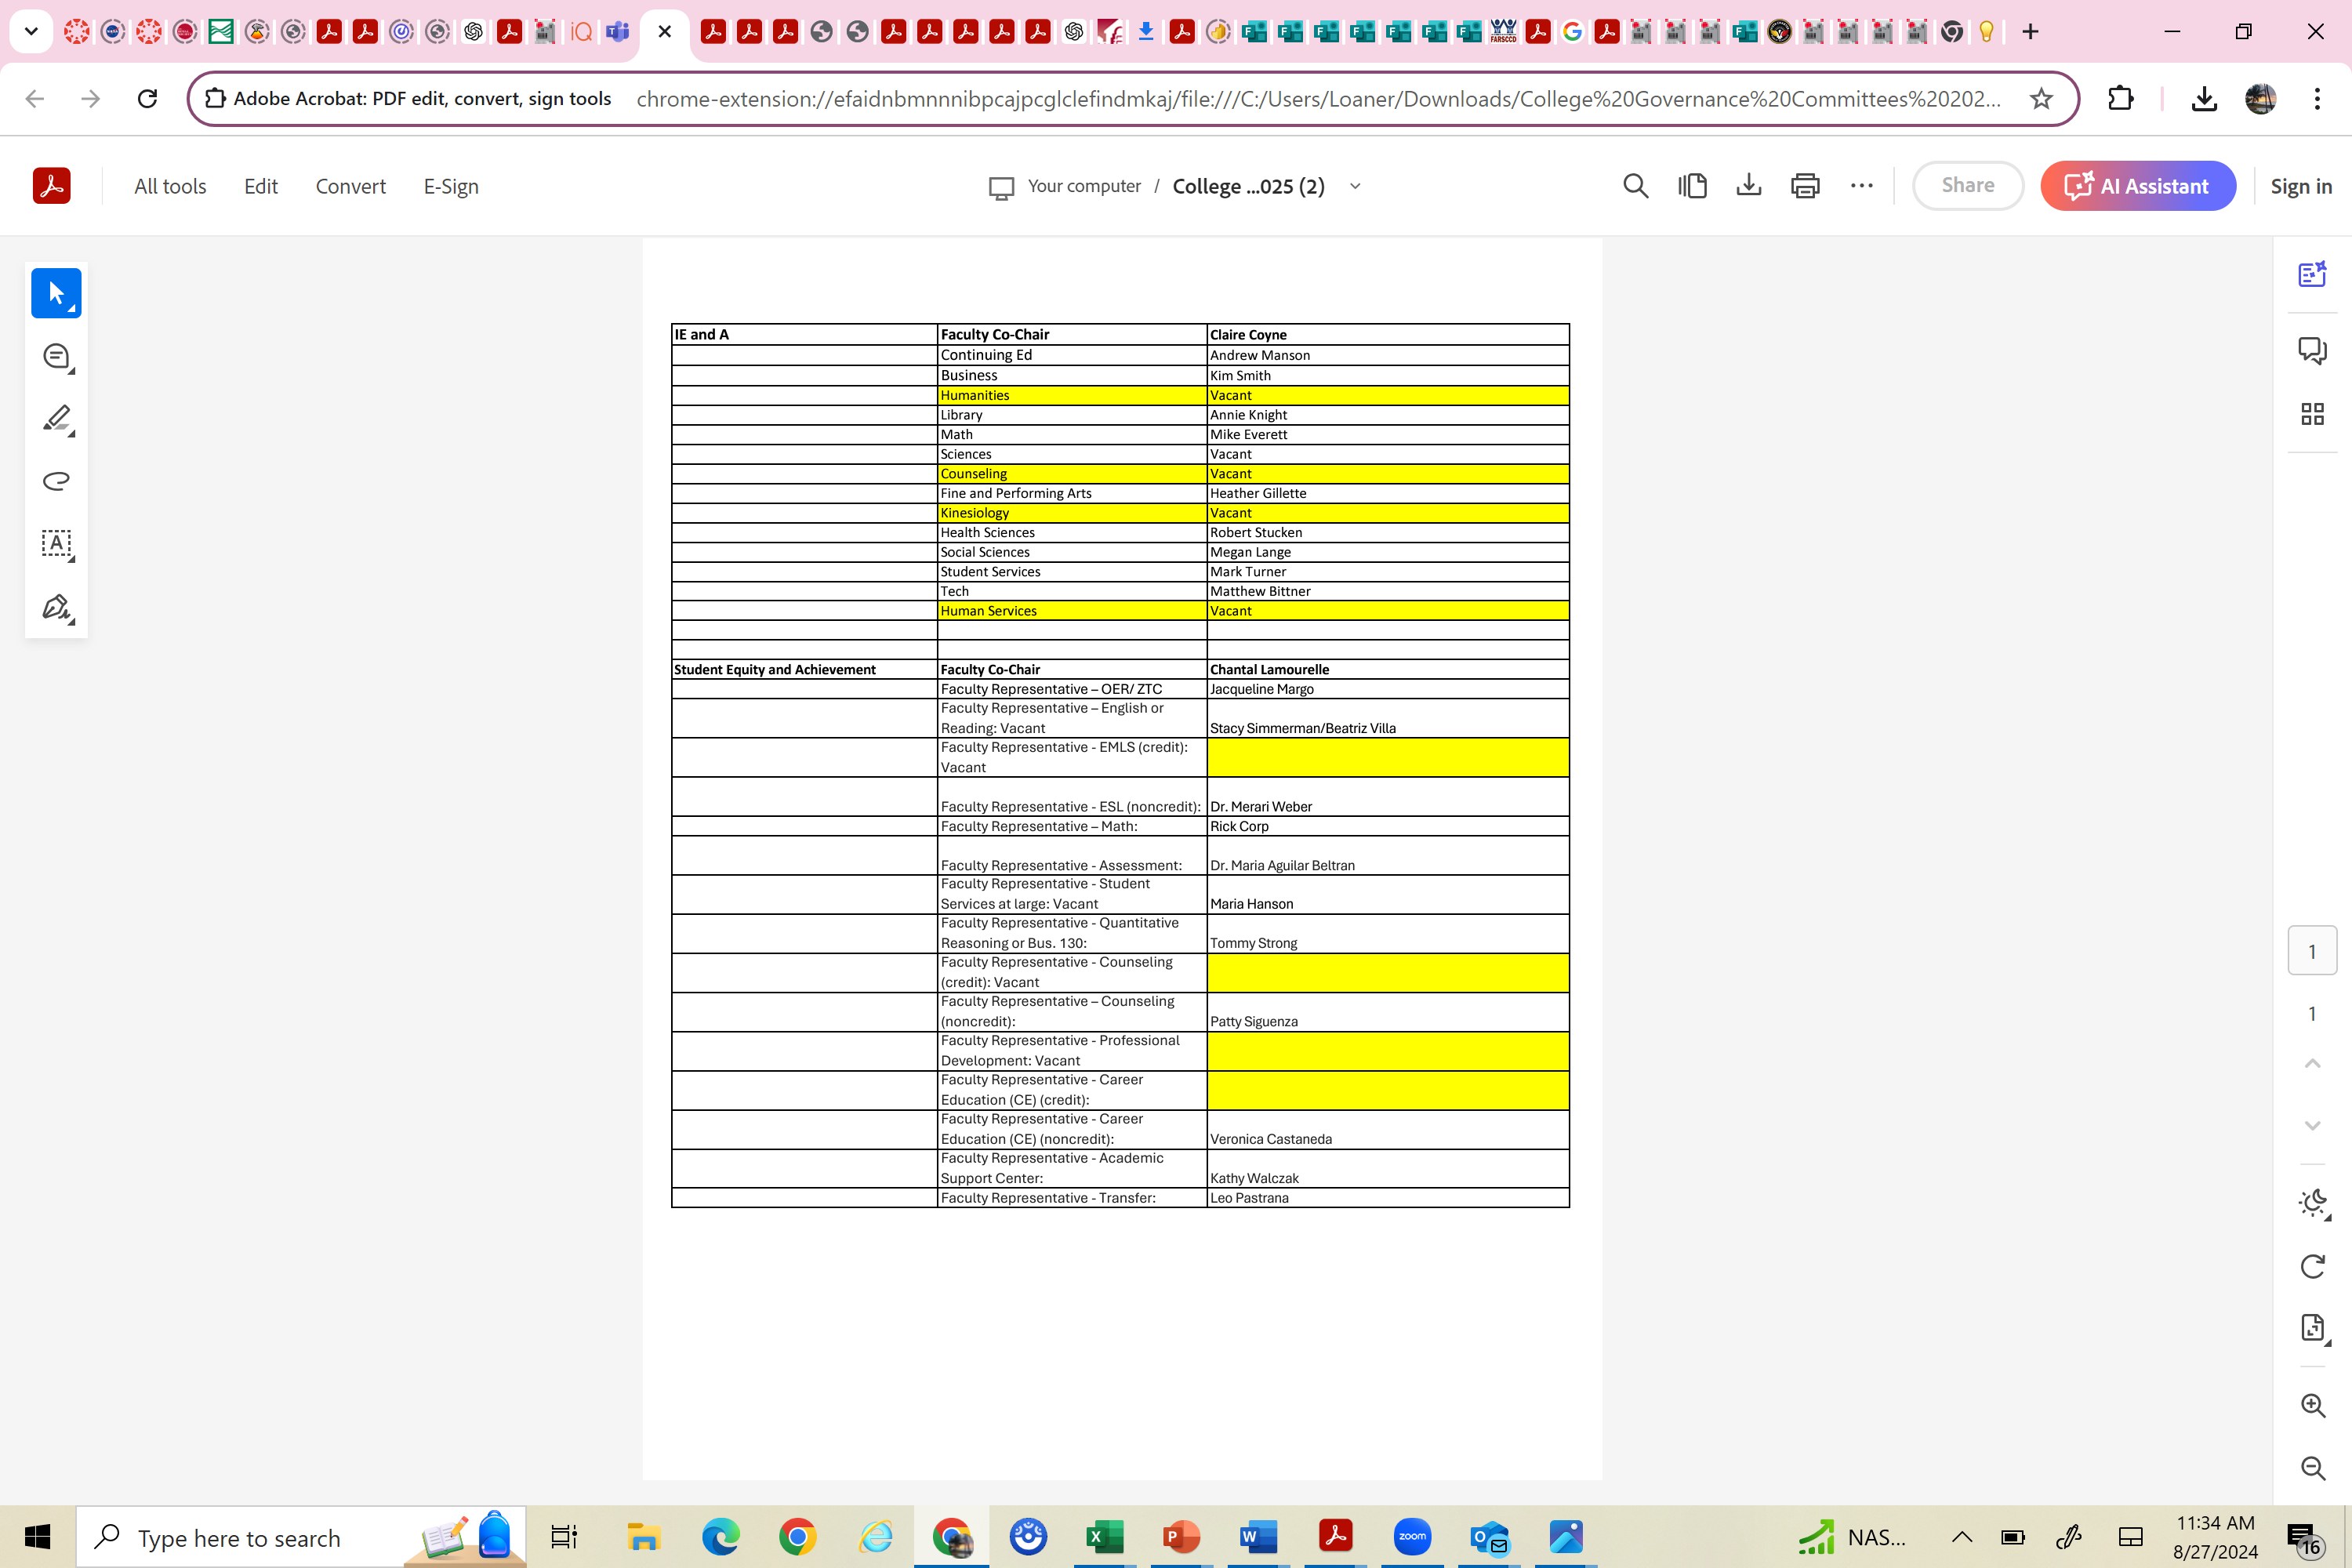 Adobe Acrobat: PDF edit, convert, sign tools chrome-extension://efaidnbmnnnibpcajpcglclefindmkaj/file:///C:/Users/Loaner/Downloads/College%20Governance%20Committees%20202...
All tools Edit Convert E-Sign Your computer / College ...025 (2) Share AI Assistant Sign in
IE and A Faculty Co-Chair Claire Coyne
Continuing Ed Andrew Manson
Business Kim Smith
Humanities Vacant
Library Annie Knight
Math Mike Everett
Sciences Vacant
Counseling Vacant
Fine and Performing Arts Heather Gillette
Kinesiology Vacant
Health Sciences Robert Stucken
Social Sciences Megan Lange
Student Services Mark Turner
Tech Matthew Bittner
Human Services Vacant
Student Equity and Achievement Faculty Co-Chair Chantal Lamourelle
Faculty Representative – OER/ ZTC Jacqueline Margo
Faculty Representative – English or
Reading: Vacant Stacy Simmerman/Beatriz Villa
Faculty Representative - EMLS (credit):
Vacant
Faculty Representative - ESL (noncredit): Dr. Merari Weber
Faculty Representative – Math: Rick Corp
Faculty Representative - Assessment: Dr. Maria Aguilar Beltran
Faculty Representative - Student
Services at large: Vacant Maria Hanson
Faculty Representative - Quantitative
Reasoning or Bus. 130: Tommy Strong
Faculty Representative - Counseling
(credit): Vacant
Faculty Representative – Counseling
(noncredit): Patty Siguenza
Faculty Representative - Professional
Development: Vacant
Faculty Representative - Career
Education (CE) (credit):
Faculty Representative - Career
Education (CE) (noncredit): Veronica Castaneda
Faculty Representative - Academic
Support Center: Kathy Walczak
Faculty Representative - Transfer: Leo Pastrana
1
1
Type here to search
zoom
NAS...
11:34 AM
8/27/2024
16